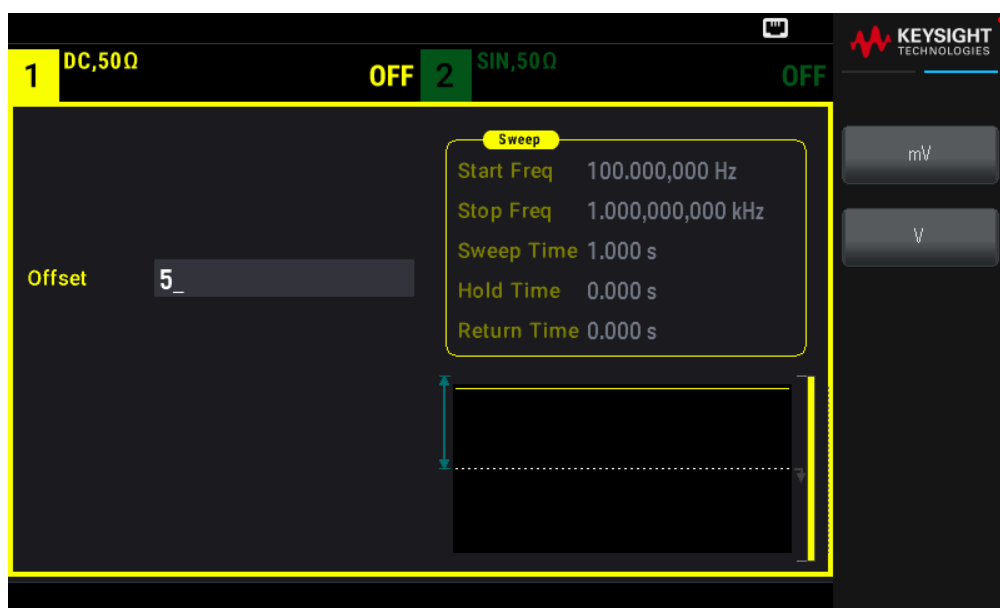 KEYSIGHT
TECHNOLOGIES
1 DC,50Ω OFF 2 SIN,50Ω OFF
Sweep
Start Freq 100.000,000 Hz
Stop Freq 1.000,000,000 kHz
Sweep Time 1.000 s
Hold Time 0.000 s
Return Time 0.000 s
Offset 5_
mV
V